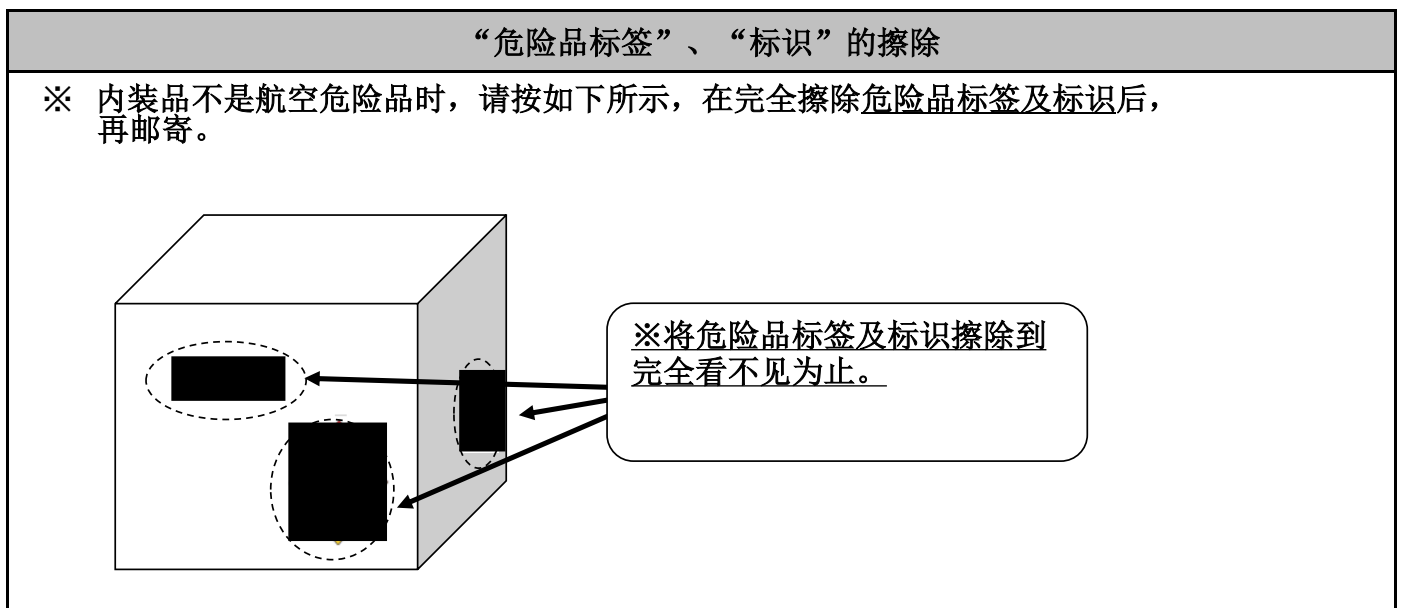 “危险品标签”、“标识”的擦除
※ 内装品不是航空危险品时，请按如下所示，在完全擦除危险品标签及标识后，
再邮寄。
※将危险品标签及标识擦除到
完全看不见为止。